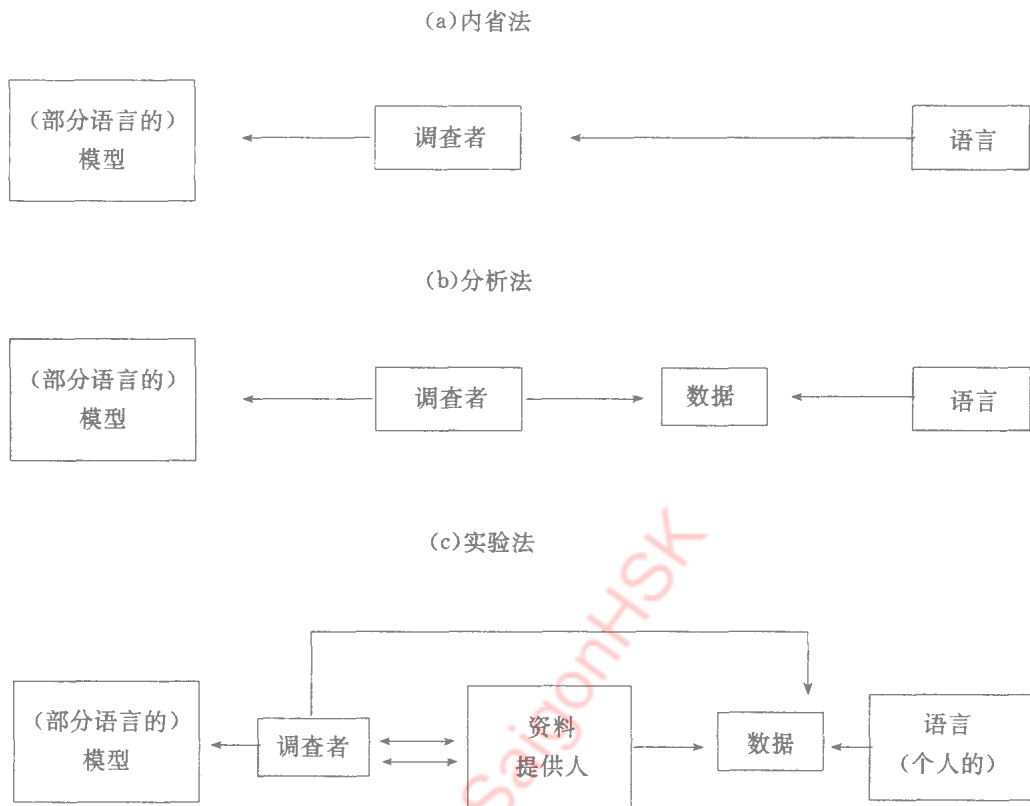 (a)内省法
(部分语言的)
模型
调查者
语言
(b)分析法
(部分语言的)
模型
调查者
数据
语言
(c)实验法
(部分语言的)
模型
调查者
资料
提供人
数据
语言
(个人的)
SaigonHSK